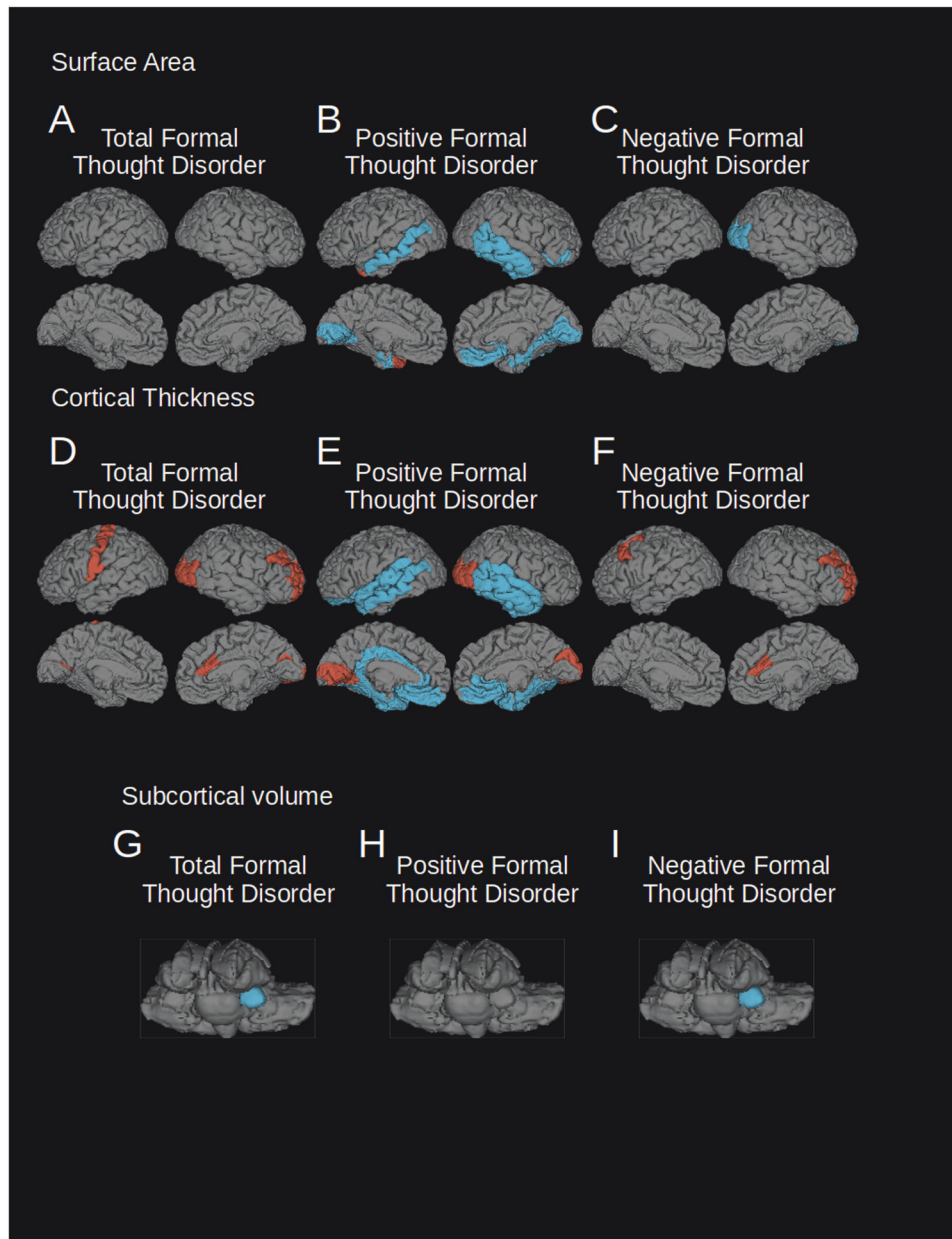 Surface Area
A
Total Formal
Thought Disorder
B
Positive Formal
Thought Disorder
C
Negative Formal
Thought Disorder
Cortical Thickness
D
Total Formal
Thought Disorder
E
Positive Formal
Thought Disorder
F
Negative Formal
Thought Disorder
Subcortical volume
G
Total Formal
Thought Disorder
H
Positive Formal
Thought Disorder
I
Negative Formal
Thought Disorder